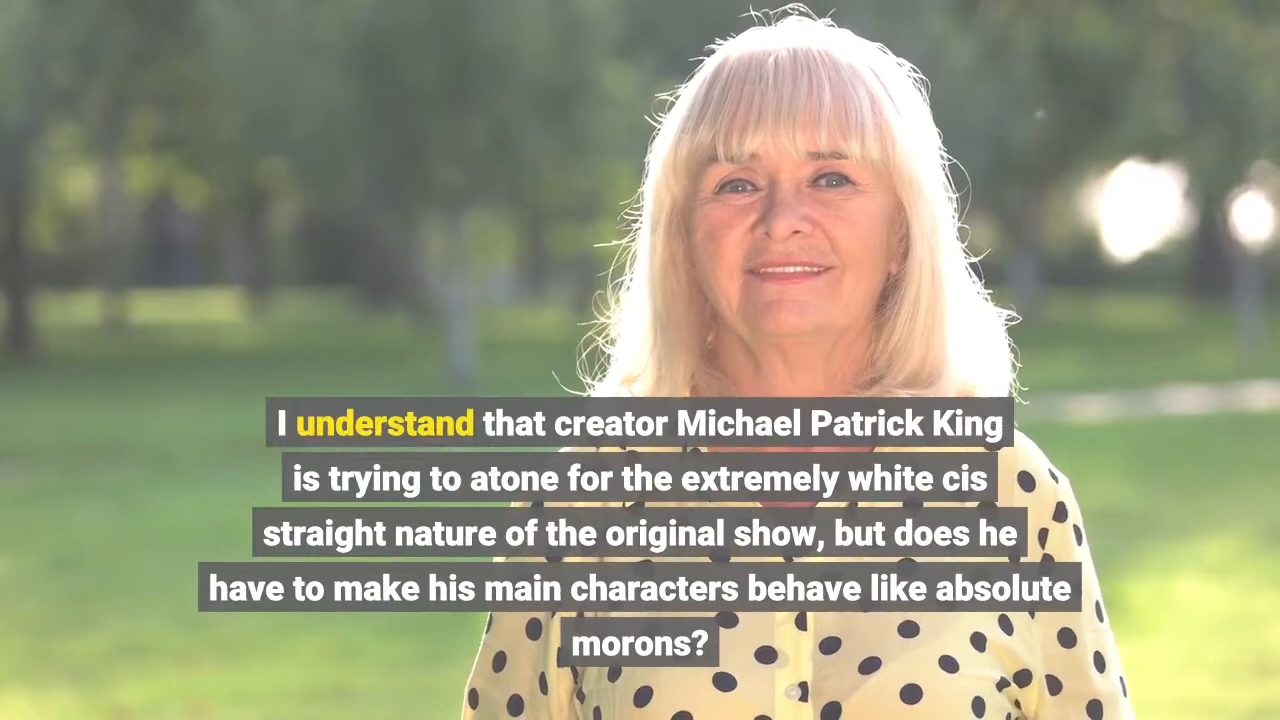 I understand that creator Michael Patrick King
is trying to atone for the extremely white cis
straight nature of the original show, but does he
have to make his main characters behave like absolute
morons?